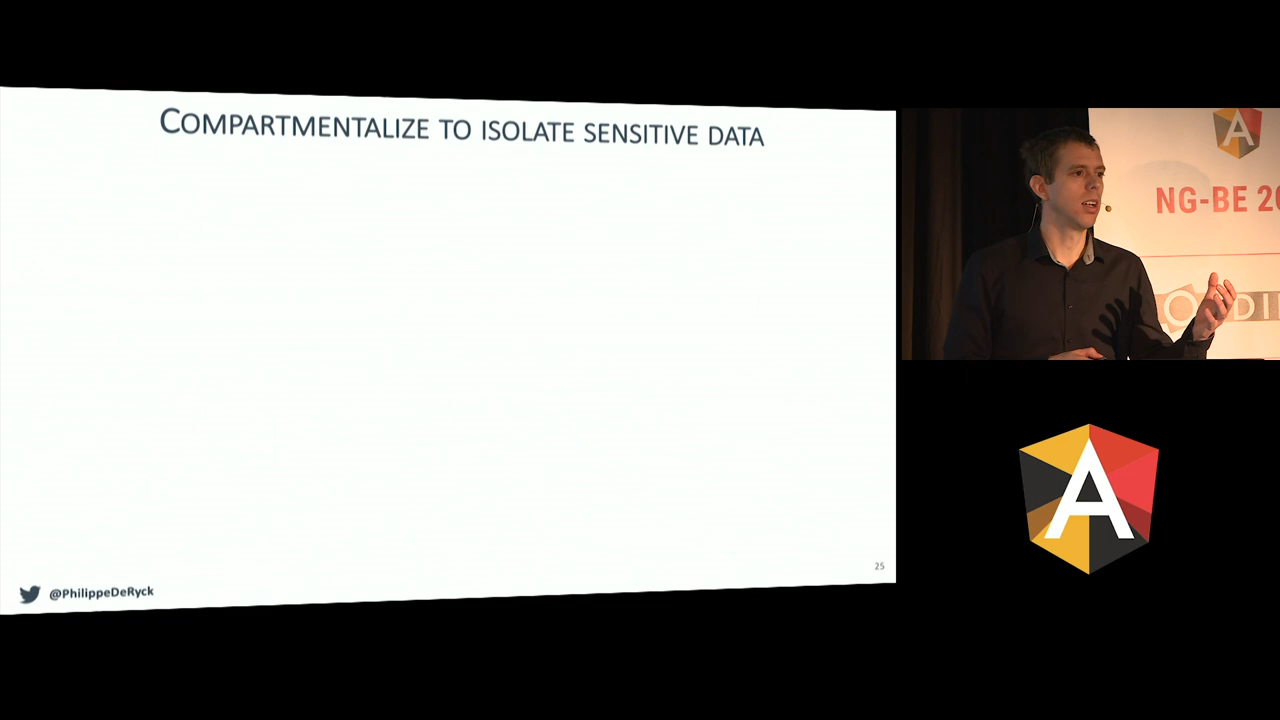 COMPARTMENTALIZE TO ISOLATE SENSITIVE DATA
@PhilippeDeRyck
25
A
NG-BE 20
A